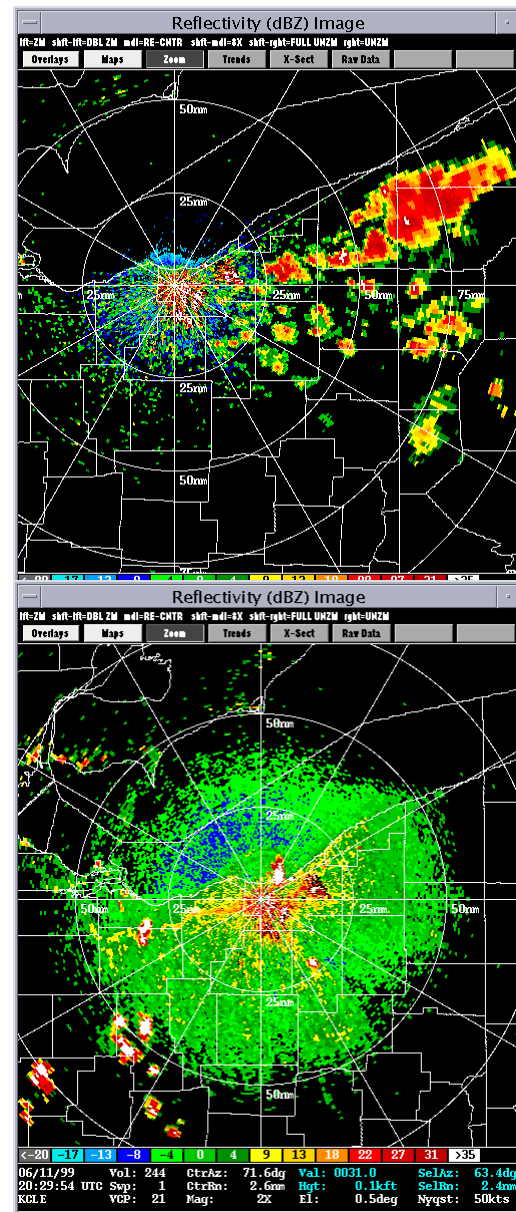 Reflectivity (dBZ) Image
lft=ZM shft-lft=DBL ZM mdl=RE-CNTR shft-mdl=8X shft-rght=FULL UNZM rght=UNZM
Overlays Maps Zoom Trends X-Sect Raw Data
50nm
25nm
25nm 25nm 50nm 75nm
25nm
50nm
Reflectivity (dBZ) Image
lft=ZM shft-lft=DBL ZM mdl=RE-CNTR shft-mdl=8X shft-rght=FULL UNZM rght=UNZM
Overlays Maps Zoom Trends X-Sect Raw Data
50nm
25nm
50nm 25nm 25nm 50nm
25nm
50nm
<-20 -17 -13 -8 -4 0 4 9 13 18 22 27 31 >35
06/11/99 Vol: 244 CtrAz: 71.6dg Val: 0031.0 SelAz: 63.4dg
20:29:54 UTC Swp: 1 CtrRn: 2.6nm Hgt: 0.1kft SelRn: 2.4nm
KCLE VCP: 21 Mag: 2X El: 0.5deg Nyqst: 50kts